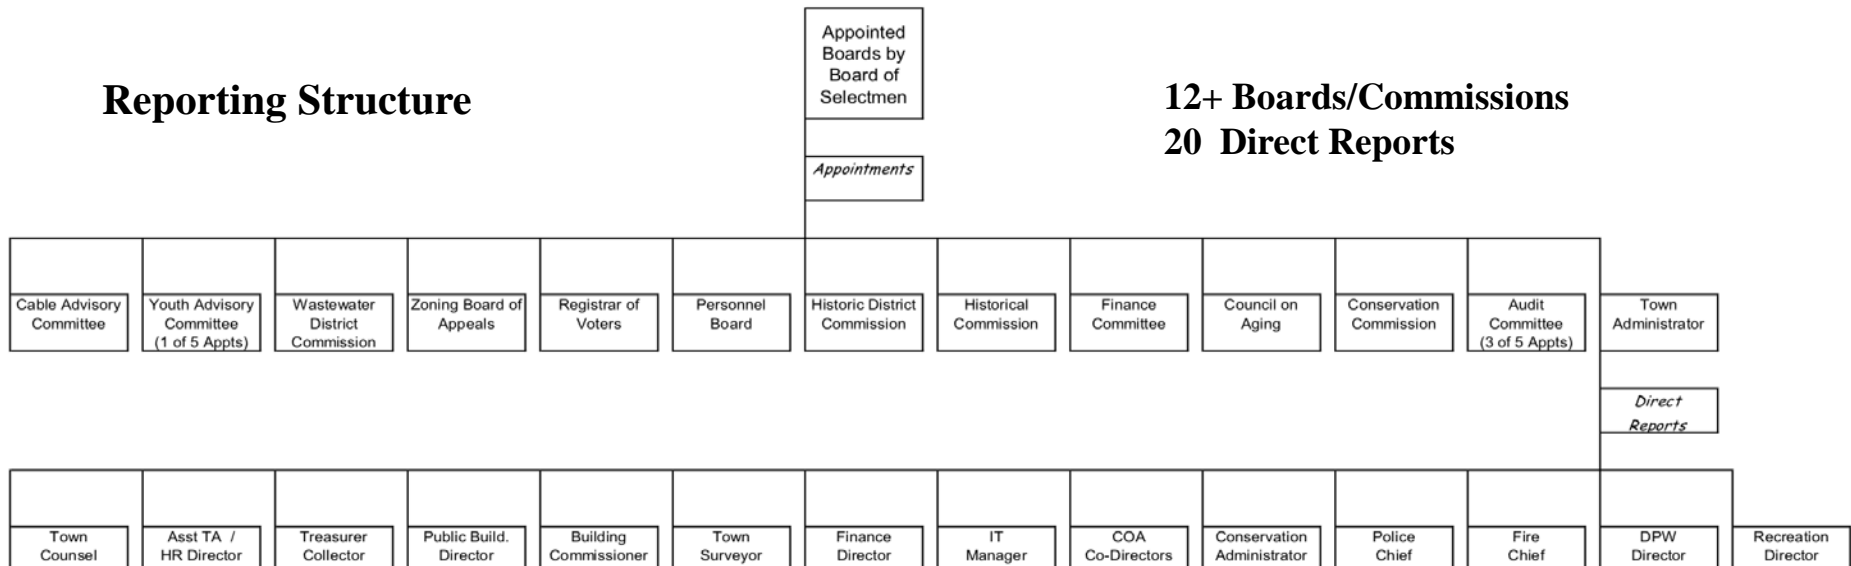 Appointed
Boards by
Board of
Selectmen
Reporting Structure
12+ Boards/Commissions
20 Direct Reports
Appointments
Cable Advisory
Committee
Youth Advisory
Committee
(1 of 5 Appts)
Wastewater
District
Commission
Zoning Board of
Appeals
Registrar of
Voters
Personnel
Board
Historic District
Commission
Historical
Commission
Finance
Committee
Council on
Aging
Conservation
Commission
Audit
Committee
(3 of 5 Appts)
Town
Administrator
Direct
Reports
Town
Counsel
Asst TA /
HR Director
Treasurer
Collector
Public Build.
Director
Building
Commissioner
Town
Surveyor
Finance
Director
IT
Manager
COA
Co-Directors
Conservation
Administrator
Police
Chief
Fire
Chief
DPW
Director
Recreation
Director